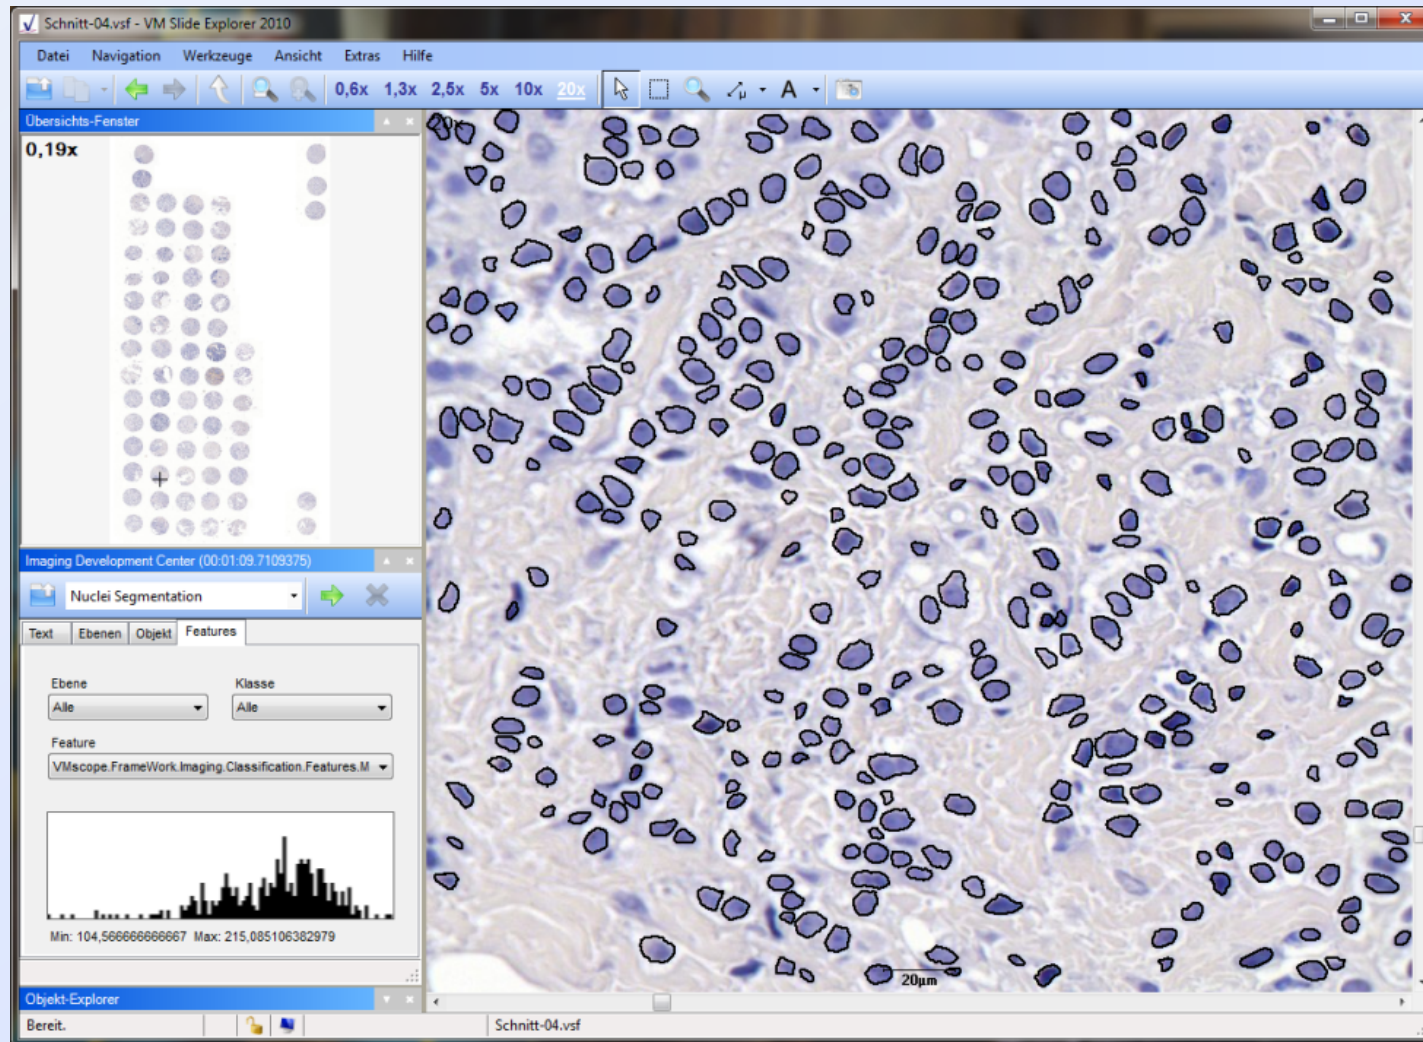 Schnitt-04.vsf - VM Slide Explorer 2010
Datei Navigation Werkzeuge Ansicht Extras Hilfe
0,6x 1,3x 2,5x 5x 10x 20x A
Übersichts-Fenster
0,19x
20x
Imaging Development Center (00:01:09.7109375)
Nuclei Segmentation
Text Ebenen Objekt Features
Ebene Klasse
Alle Alle
Feature
VMscope.FrameWork.Imaging.Classification.Features.M
Min: 104,566666666667 Max: 215,085106382979
20µm
Objekt-Explorer
Bereit. Schnitt-04.vsf